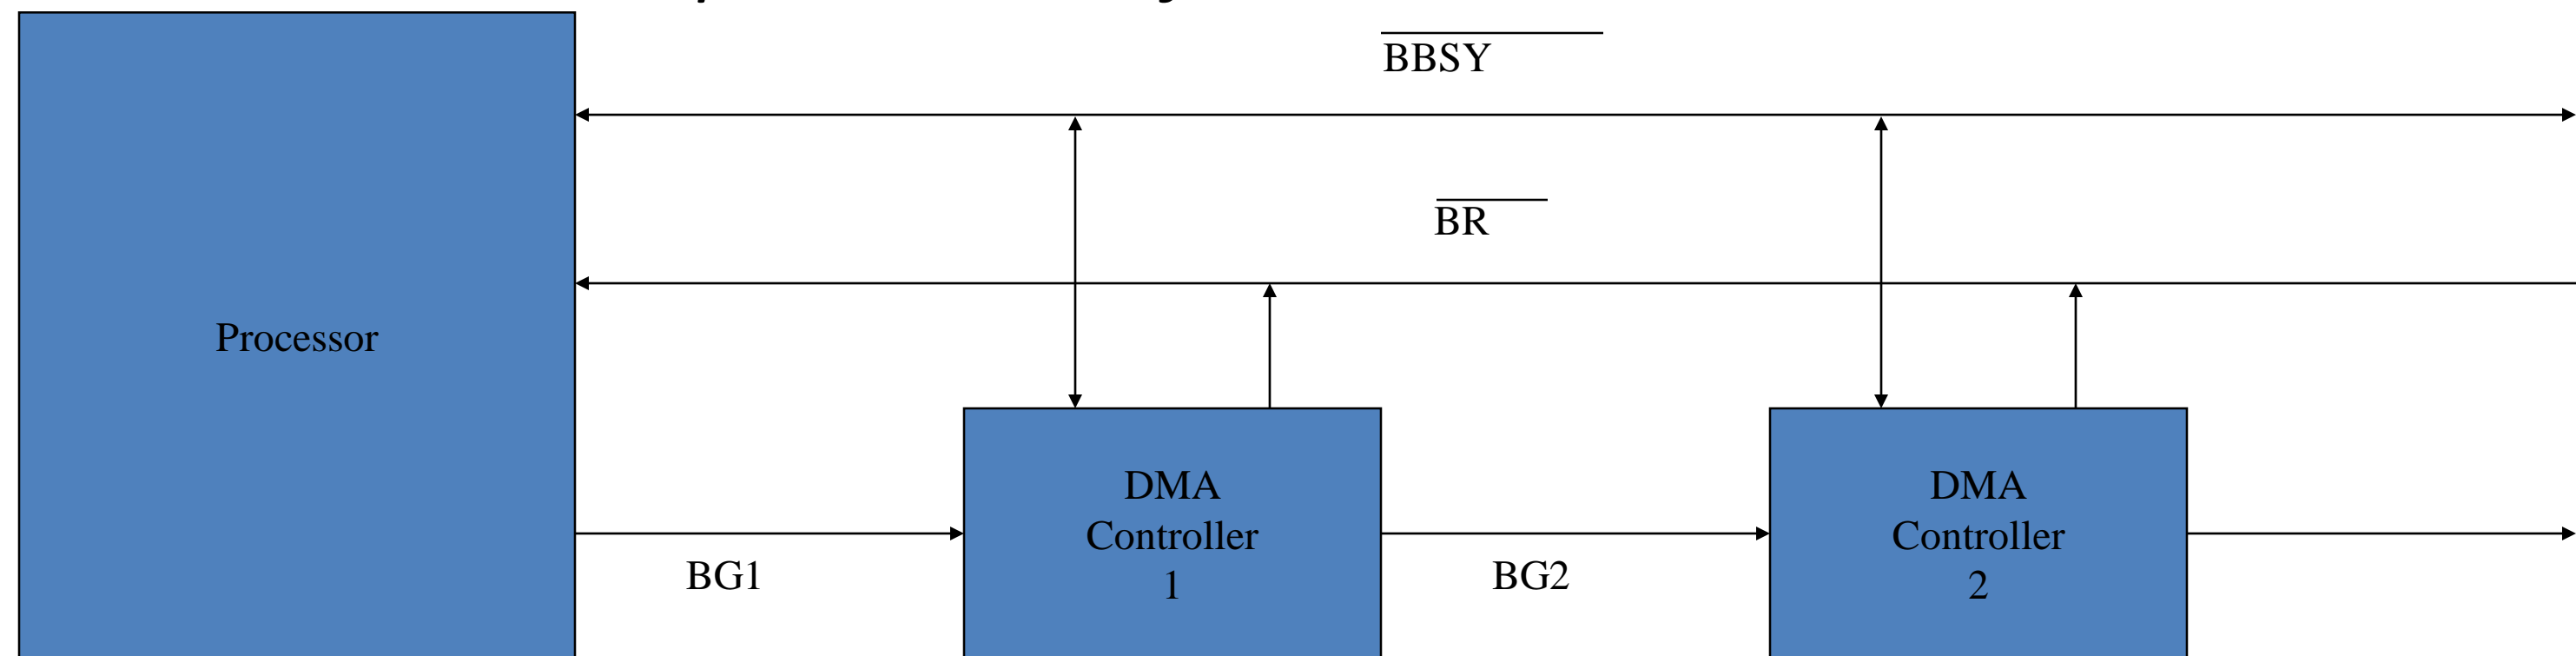 BBSY
BR
Processor
DMA
Controller
1
DMA
Controller
2
BG1
BG2